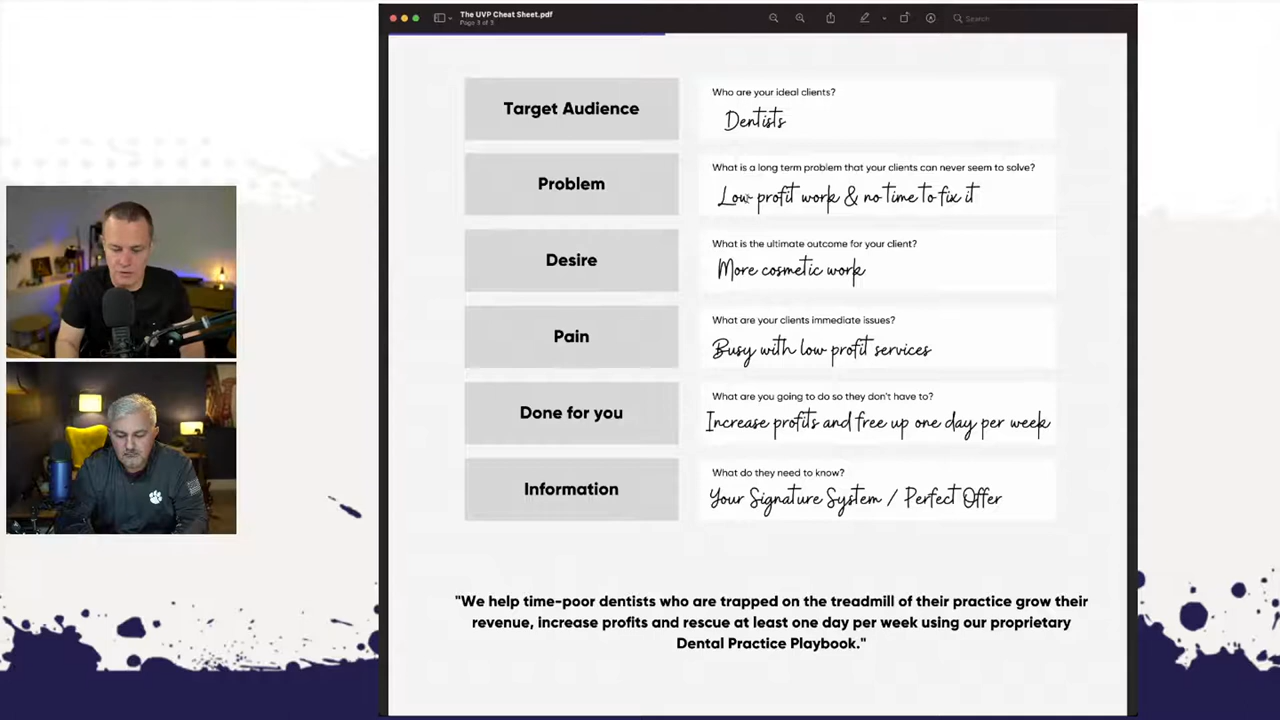 The UVP Cheat Sheet.pdf
Page 3 of 3
Search
Target Audience
Who are your ideal clients?
Dentists
Problem
What is a long term problem that your clients can never seem to solve?
Low profit work & no time to fix it
Desire
What is the ultimate outcome for your client?
More cosmetic work
Pain
What are your clients immediate issues?
Busy with low profit services
Done for you
What are you going to do so they don't have to?
Increase profits and free up one day per week
Information
What do they need to know?
Your Signature System / Perfect Offer
"We help time-poor dentists who are trapped on the treadmill of their practice grow their
revenue, increase profits and rescue at least one day per week using our proprietary
Dental Practice Playbook."